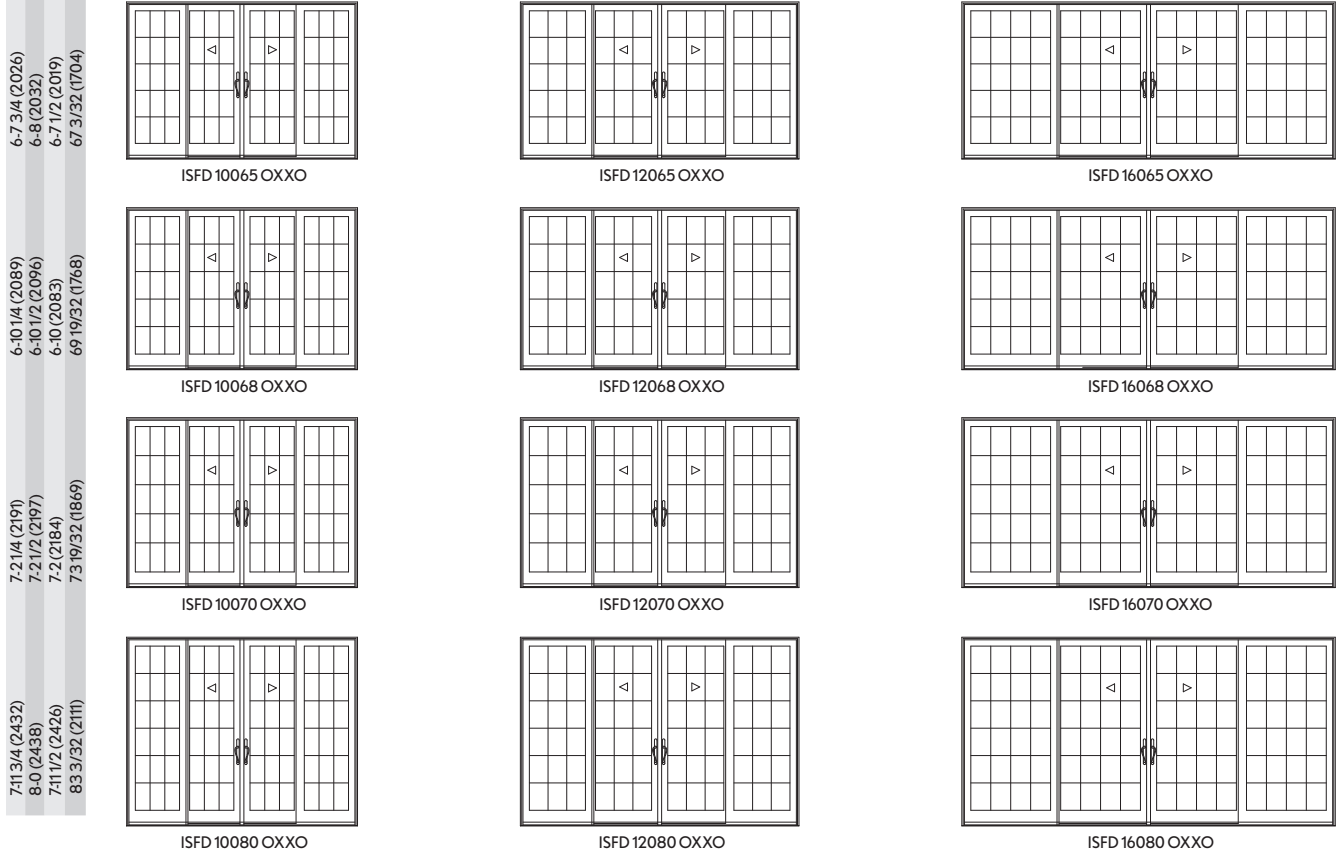 6-7 3/4 (2026)
6-8 (2032)
6-7 1/2 (2019)
67 3/32 (1704)
ISFD 10065 OXXO
ISFD 12065 OXXO
ISFD 16065 OXXO
6-10 1/4 (2089)
6-10 1/2 (2096)
6-10 (2083)
69 19/32 (1768)
ISFD 10068 OXXO
ISFD 12068 OXXO
ISFD 16068 OXXO
7-2 1/4 (2191)
7-2 1/2 (2197)
7-2 (2184)
73 19/32 (1869)
ISFD 10070 OXXO
ISFD 12070 OXXO
ISFD 16070 OXXO
7-11 3/4 (2432)
8-0 (2438)
7-11 1/2 (2426)
83 3/32 (2111)
ISFD 10080 OXXO
ISFD 12080 OXXO
ISFD 16080 OXXO